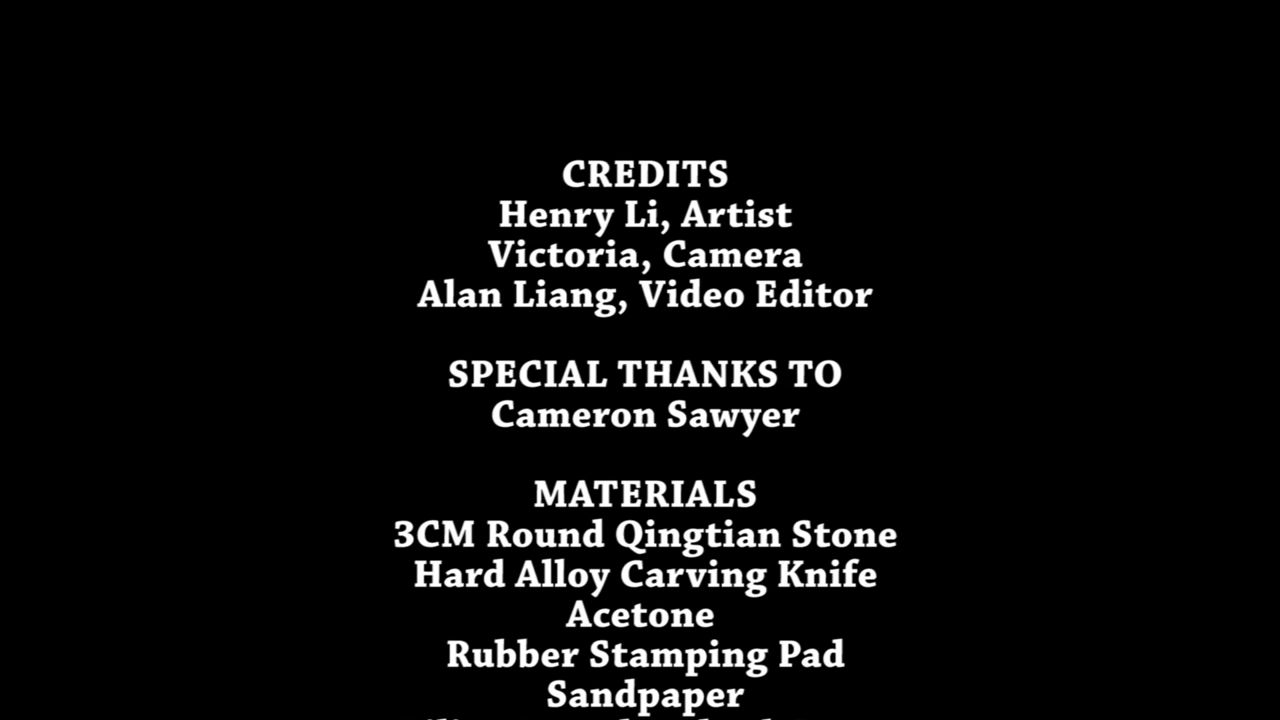 CREDITS
Henry Li, Artist
Victoria, Camera
Alan Liang, Video Editor
SPECIAL THANKS TO
Cameron Sawyer
MATERIALS
3CM Round Qingtian Stone
Hard Alloy Carving Knife
Acetone
Rubber Stamping Pad
Sandpaper